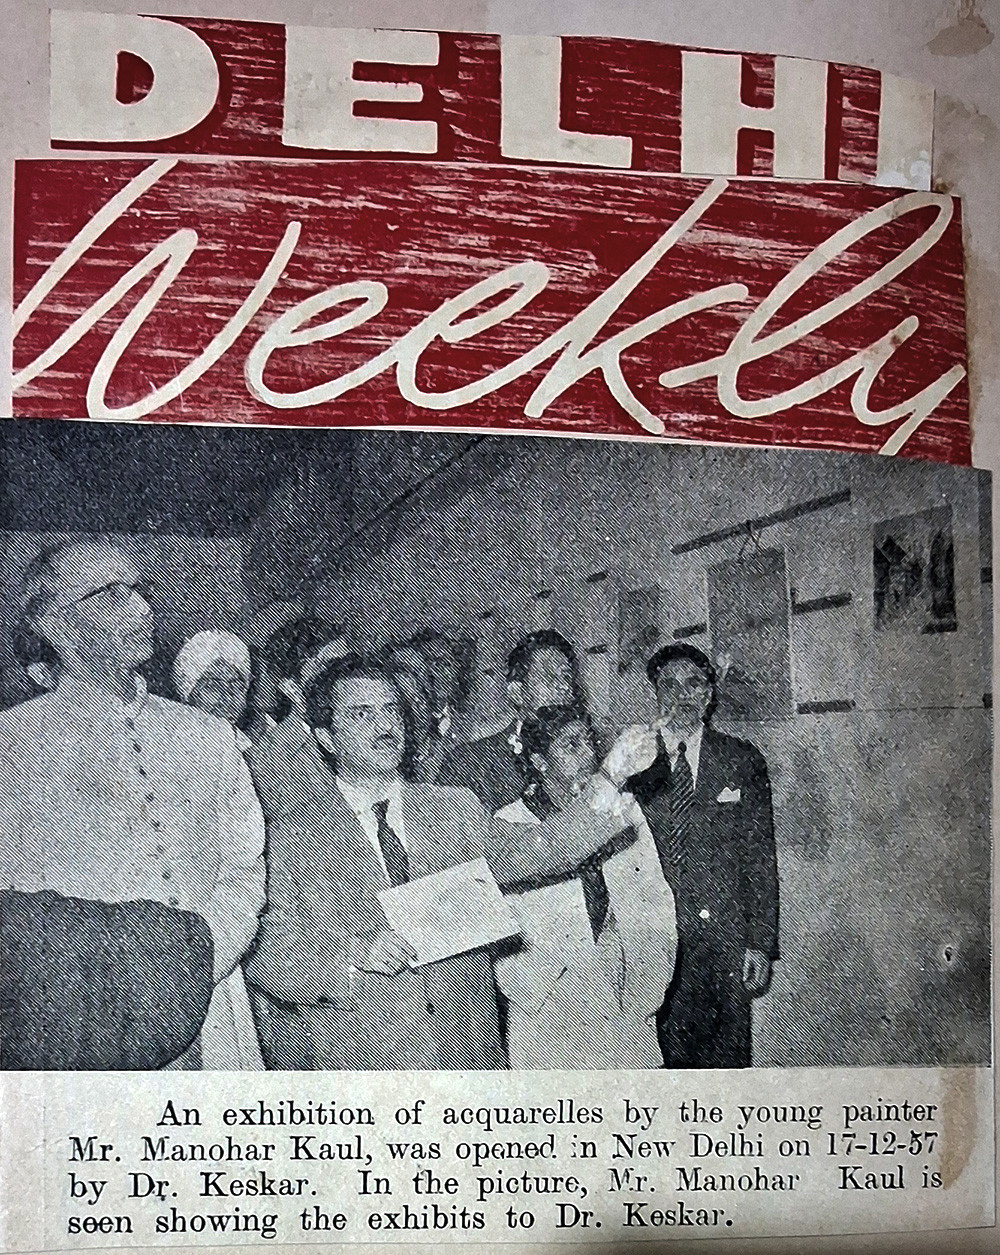 DELHI
Weekly
An exhibition of acquarelles by the young painter
Mr. Manohar Kaul, was opened in New Delhi on 17-12-57
by Dr. Keskar. In the picture, Mr. Manohar Kaul is
seen showing the exhibits to Dr. Keskar.